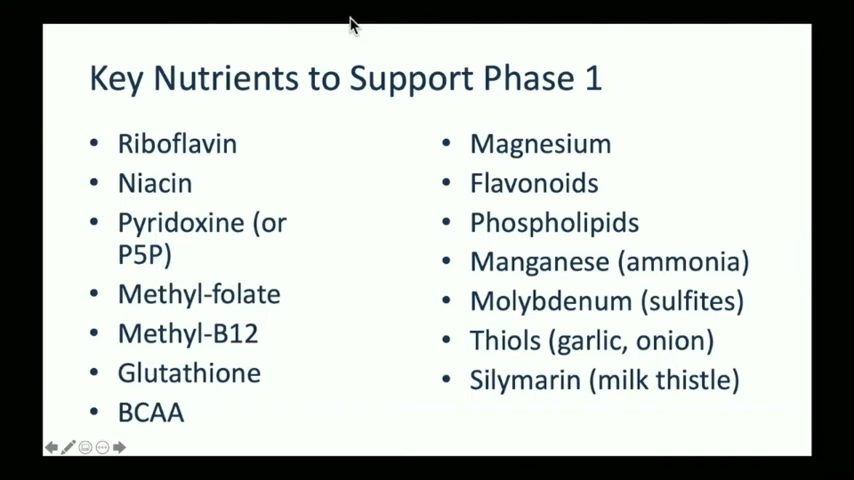 Key Nutrients to Support Phase 1
• Riboflavin
• Niacin
• Pyridoxine (or
P5P)
• Methyl-folate
• Methyl-B12
• Glutathione
• BCAA
• Magnesium
• Flavonoids
• Phospholipids
• Manganese (ammonia)
• Molybdenum (sulfites)
• Thiols (garlic, onion)
• Silymarin (milk thistle)